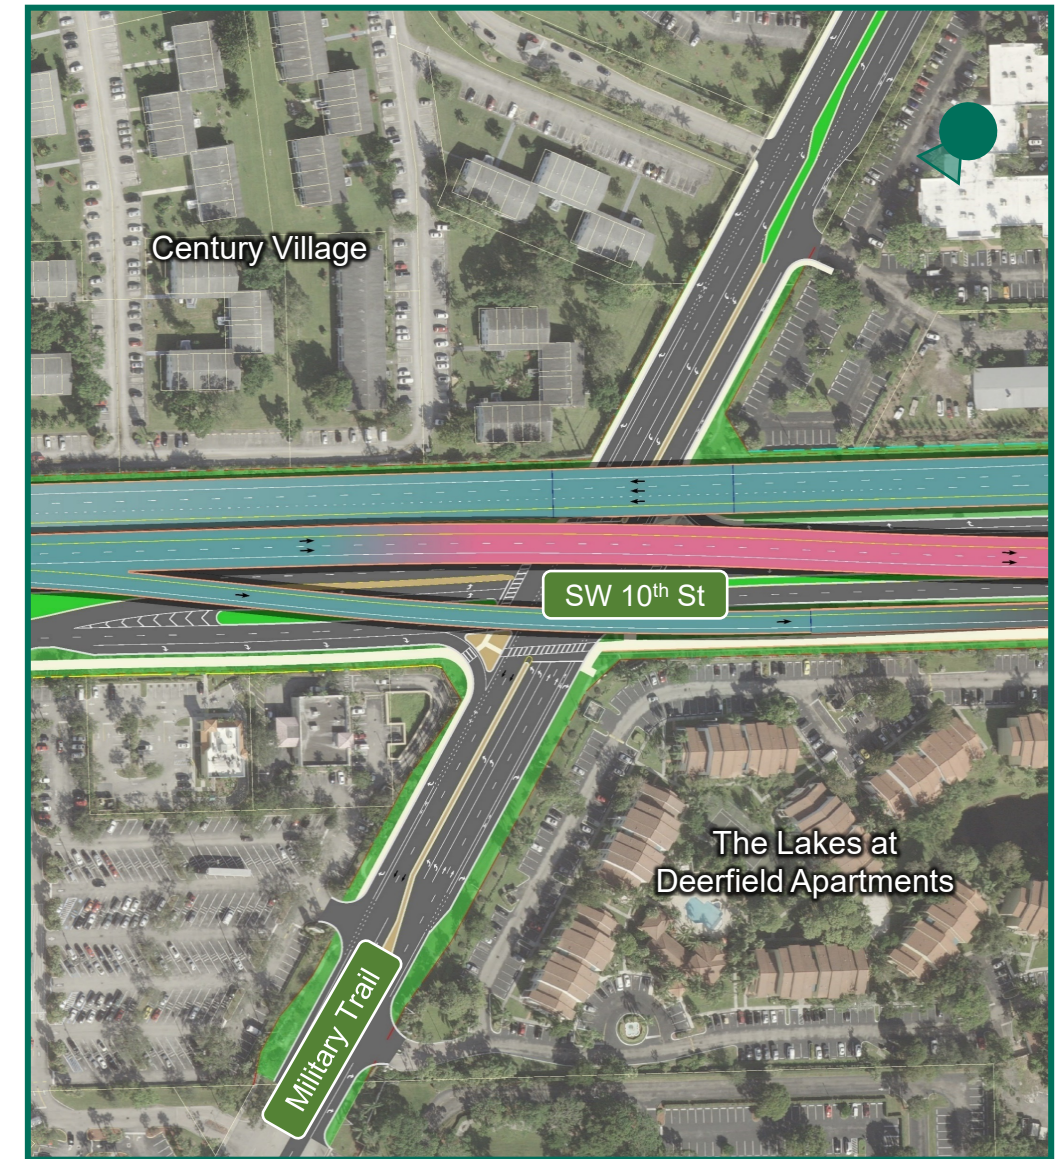 Century Village
SW 10th St
The Lakes at
Deerfield Apartments
Military Trail